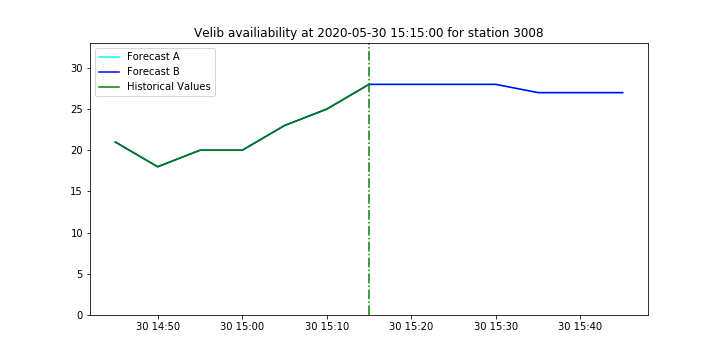 Velib availiability at 2020-05-30 15:15:00 for station 3008
Forecast A
Forecast B
Historical Values
30
25
20
15
10
5
0
30 14:50 30 15:00 30 15:10 30 15:20 30 15:30 30 15:40